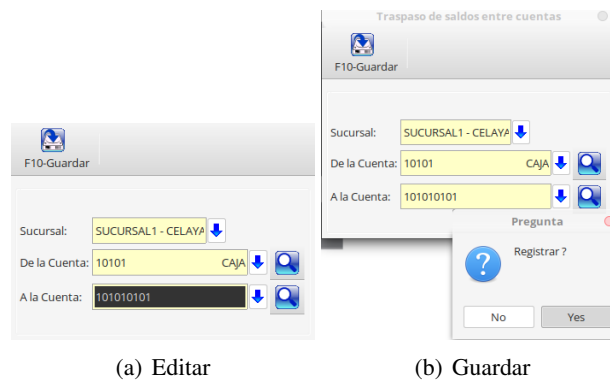 F10-Guardar
Sucursal: SUCURSAL1 - CELAYA
De la Cuenta: 10101 CAJA
A la Cuenta: 101010101
(a) Editar
Traspaso de saldos entre cuentas
F10-Guardar
Sucursal: SUCURSAL1 - CELAYA
De la Cuenta: 10101 CAJA
A la Cuenta: 101010101
Pregunta
Registrar ?
No Yes
(b) Guardar